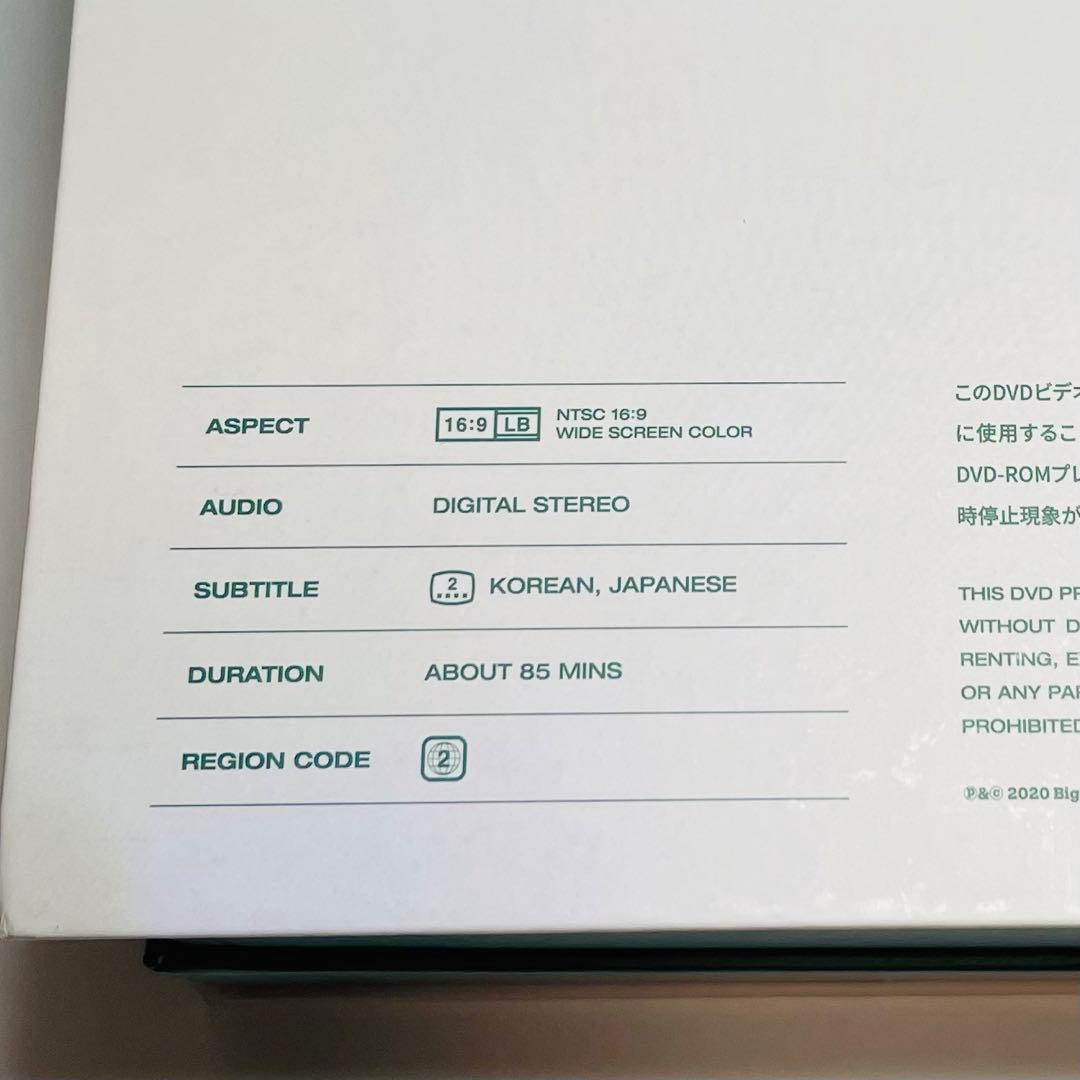 ASPECT 16:9 LB NTSC 16:9
WIDE SCREEN COLOR
AUDIO DIGITAL STEREO
SUBTITLE 2 KOREAN, JAPANESE
DURATION ABOUT 85 MINS
REGION CODE 2
このDVDビデオ
に使用するこ
DVD-ROMプレ
時停止現象が
THIS DVD PR
WITHOUT D
RENTING, E
OR ANY PAR
PROHIBITED
℗&© 2020 Big